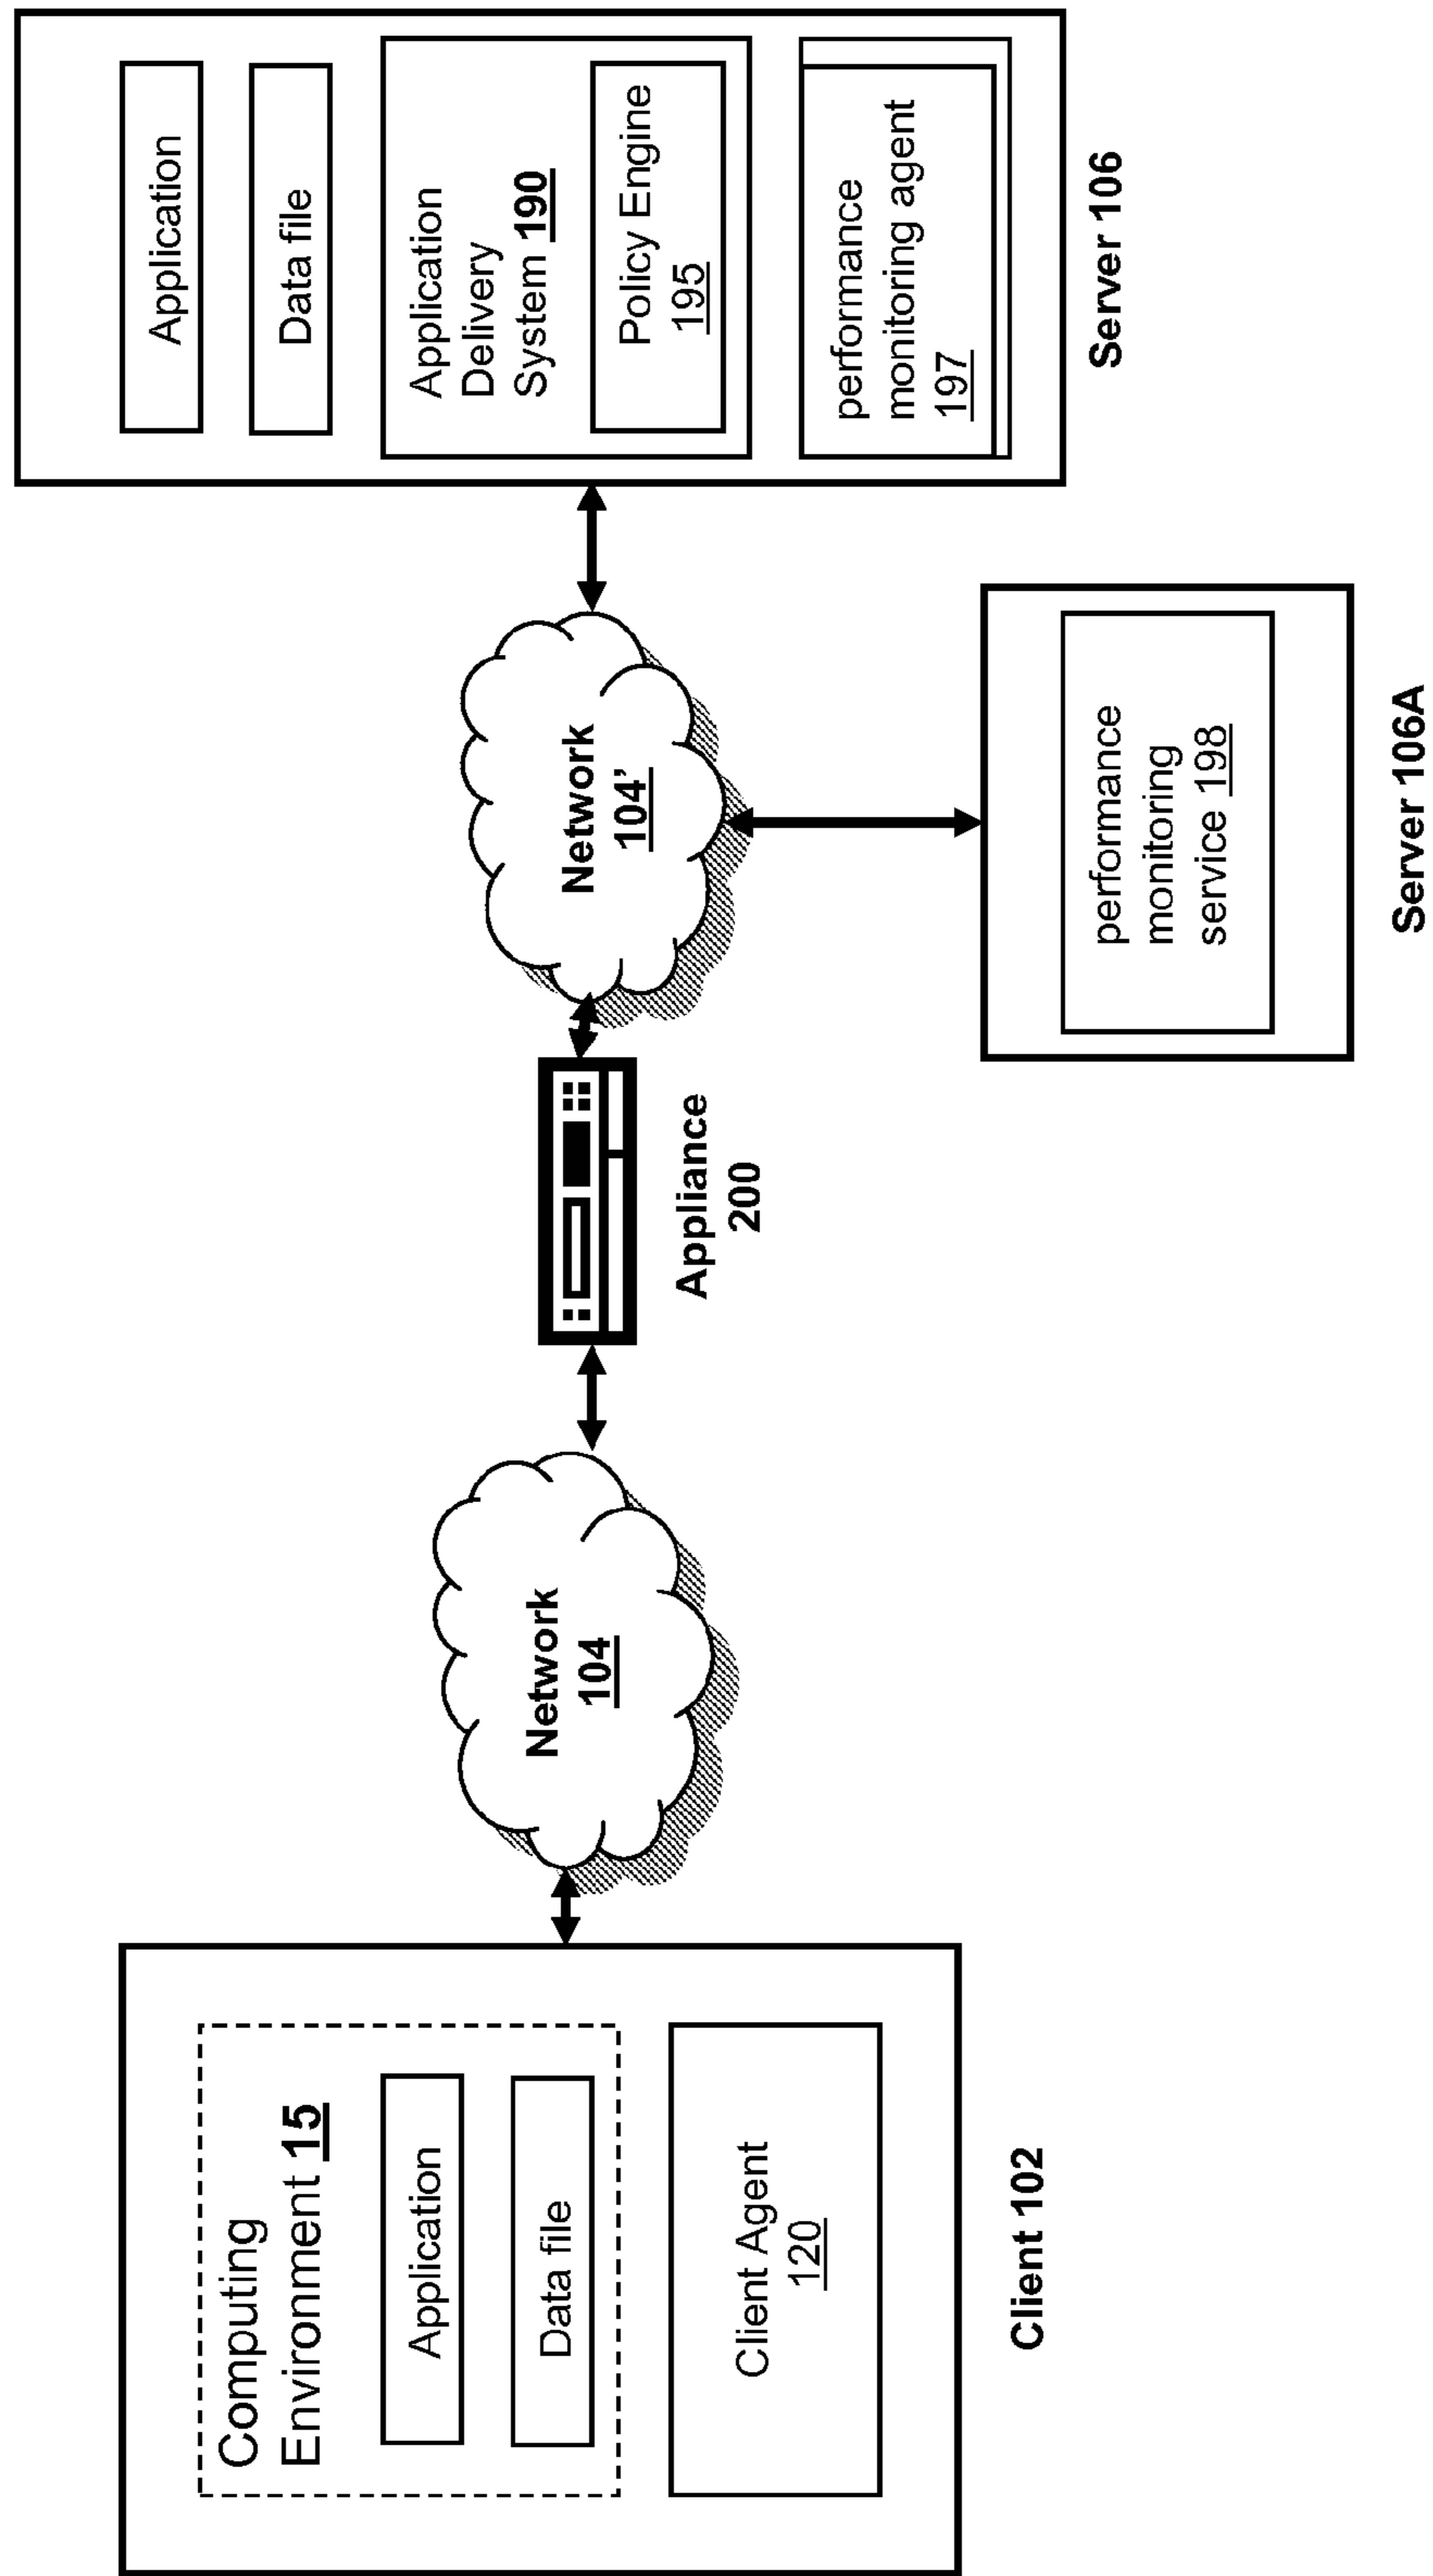 Computing
Environment 15
Application
Data file
Client Agent
120
Client 102
Network
104
Appliance
200
Network
104’
performance
monitoring
service 198
Server 106A
Application
Data file
Application
Delivery
System 190
Policy Engine
195
performance
monitoring agent
197
Server 106